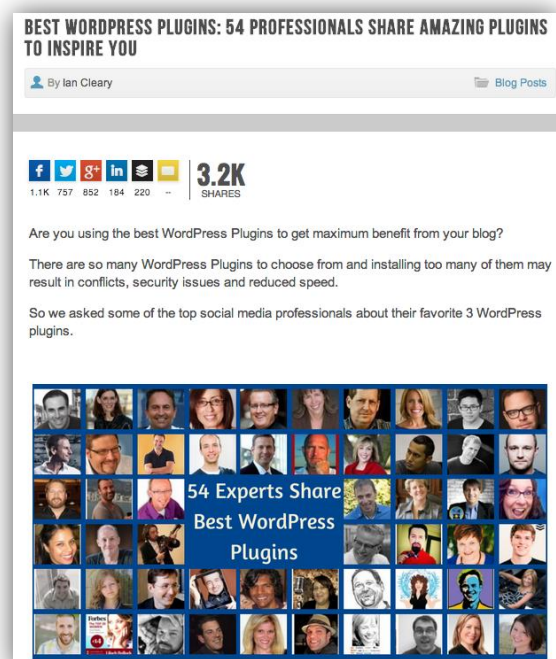 BEST WORDPRESS PLUGINS: 54 PROFESSIONALS SHARE AMAZING PLUGINS
TO INSPIRE YOU
By Ian Cleary
Blog Posts
f g+ in 3.2K
1.1K 757 852 184 220 -- SHARES
Are you using the best WordPress Plugins to get maximum benefit from your blog?
There are so many WordPress Plugins to choose from and installing too many of them may
result in conflicts, security issues and reduced speed.
So we asked some of the top social media professionals about their favorite 3 WordPress
plugins.
54 Experts Share
Best WordPress
Plugins
Forbes